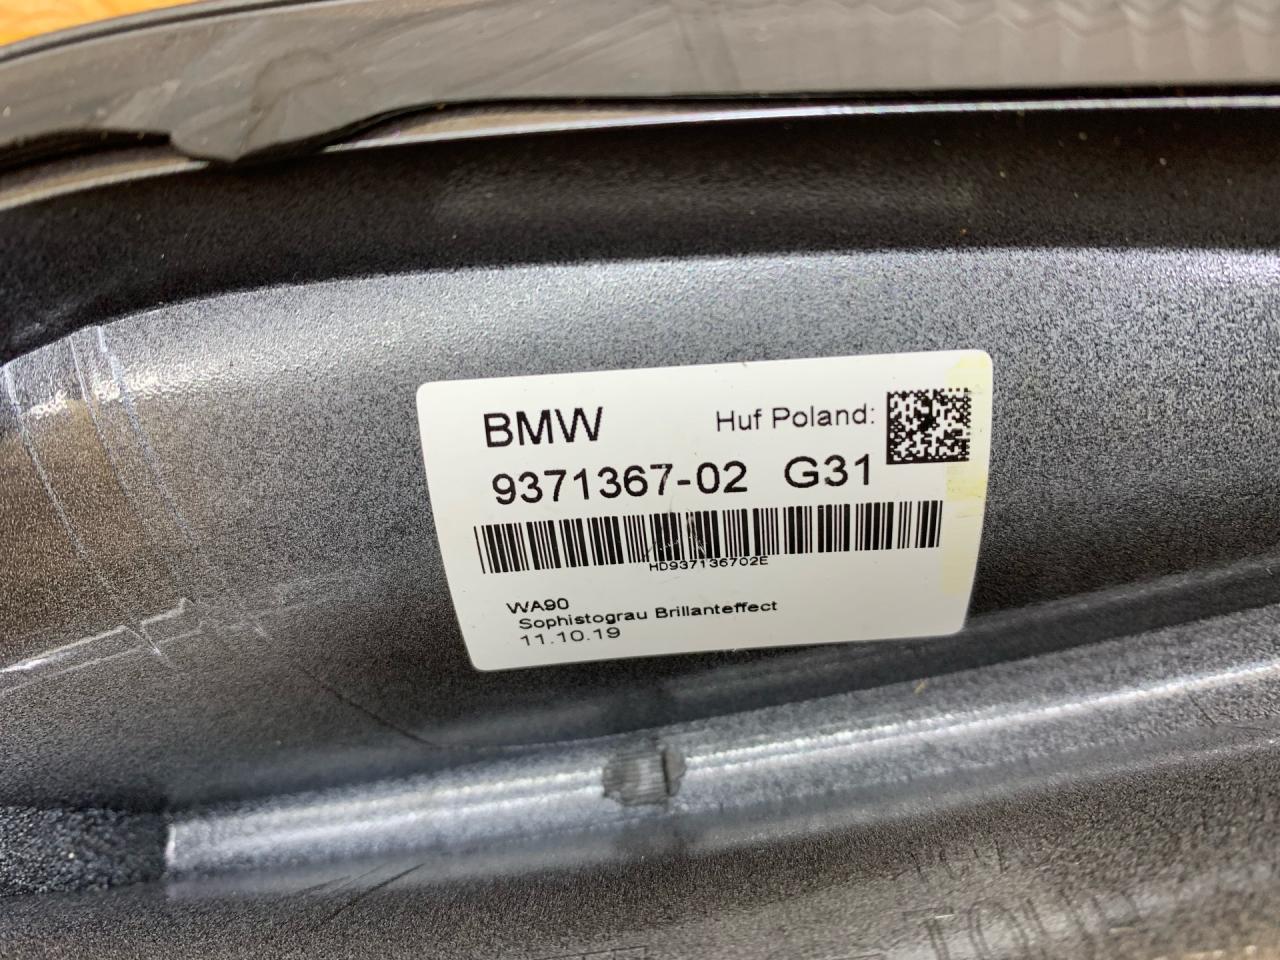 BMW Huf Poland:
9371367-02 G31
HD937136702E
WA90
Sophistograu Brillanteffect
11.10.19